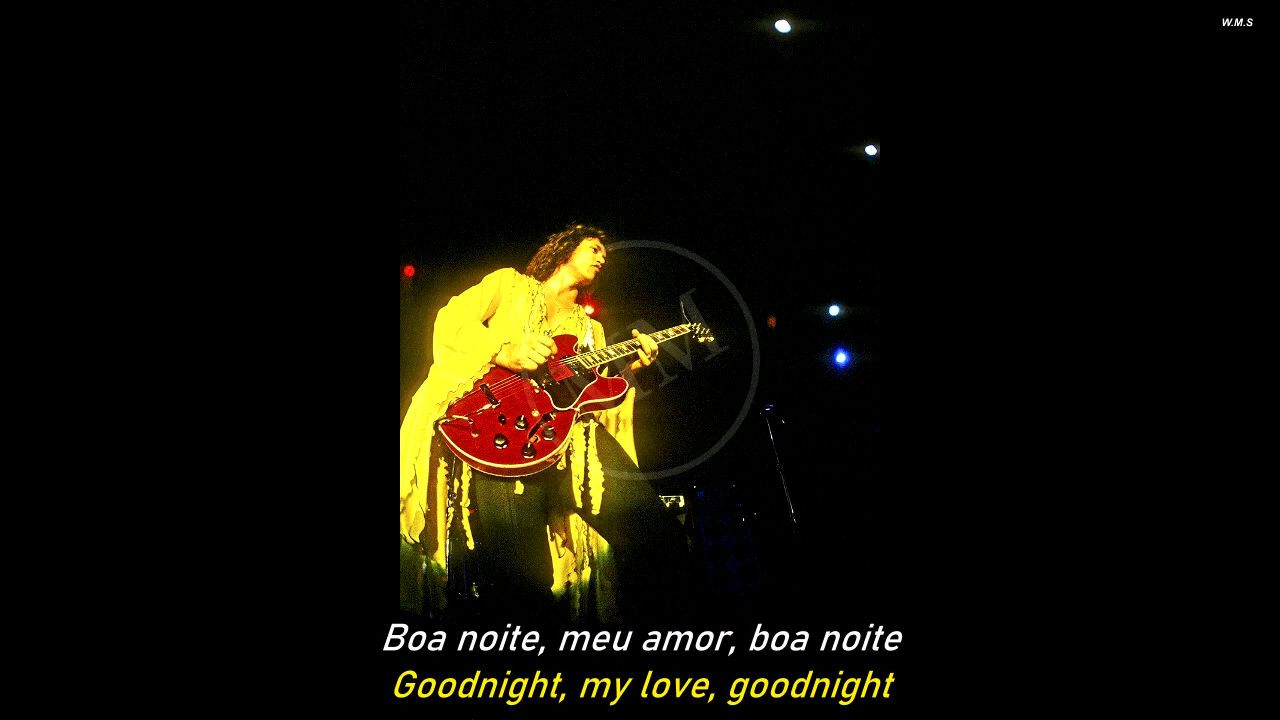 W.M.S
Boa noite, meu amor, boa noite
Goodnight, my love, goodnight